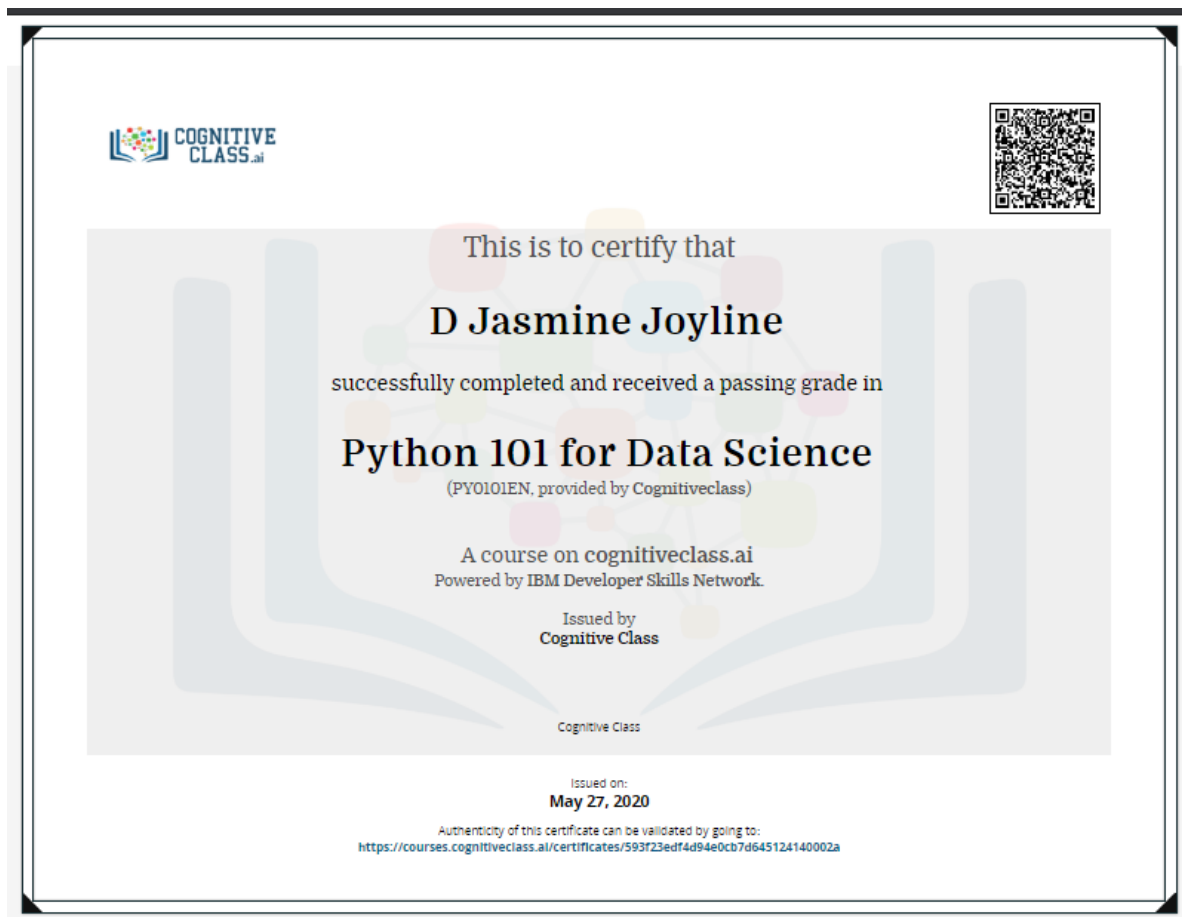 COGNITIVE
CLASS.ai
This is to certify that
D Jasmine Joyline
successfully completed and received a passing grade in
Python 101 for Data Science
(PY0101EN, provided by Cognitiveclass)
A course on cognitiveclass.ai
Powered by IBM Developer Skills Network.
Issued by
Cognitive Class
Cognitive Class
Issued on:
May 27, 2020
Authenticity of this certificate can be validated by going to:
https://courses.cognitiveclass.ai/certificates/593f23edf4d94e0cb7d645124140002a